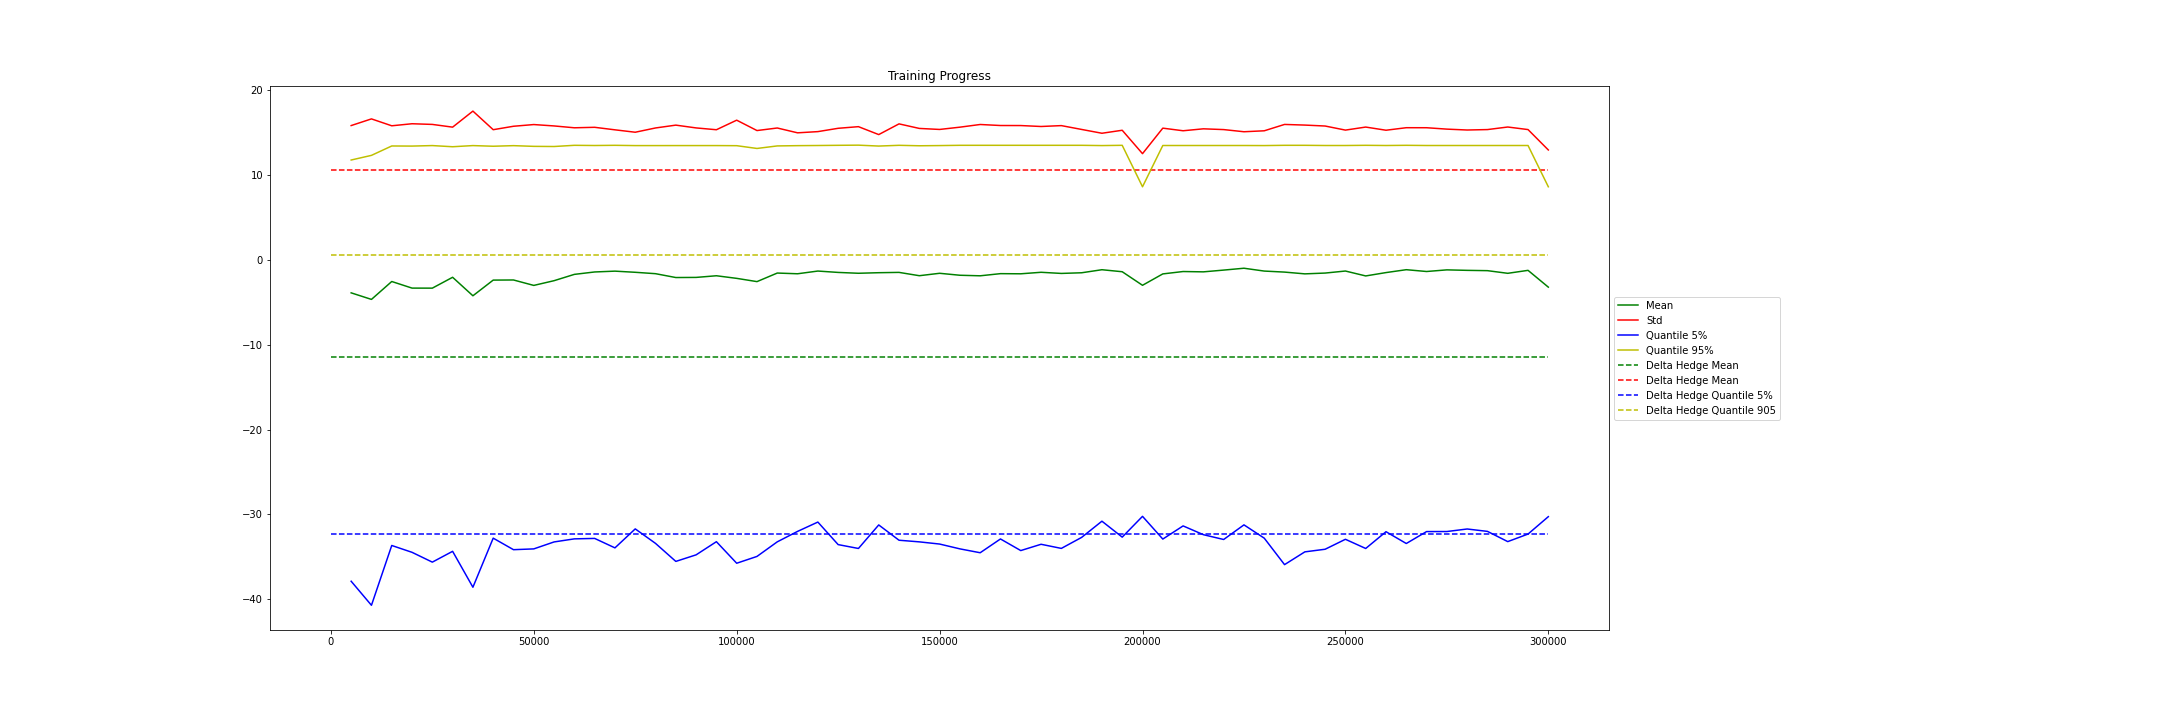 Training Progress
20
10
0
−10
−20
−30
−40
0
50000
100000
150000
200000
250000
300000
Mean
Std
Quantile 5%
Quantile 95%
Delta Hedge Mean
Delta Hedge Mean
Delta Hedge Quantile 5%
Delta Hedge Quantile 905